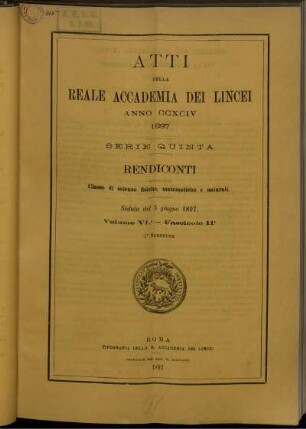 ATTI
DELLA
REALE ACCADEMIA DEI LINCEI
ANNO CCXCIV
1897
SERIE QUINTA
RENDICONTI
Classe di scienze fisiche, matematiche e naturali.
Seduta del 5 giugno 1897.
Volume VI.° — Fascicolo 11°
1° SEMESTRE.
ROMA
TIPOGRAFIA DELLA R. ACCADEMIA DEI LINCEI
1897